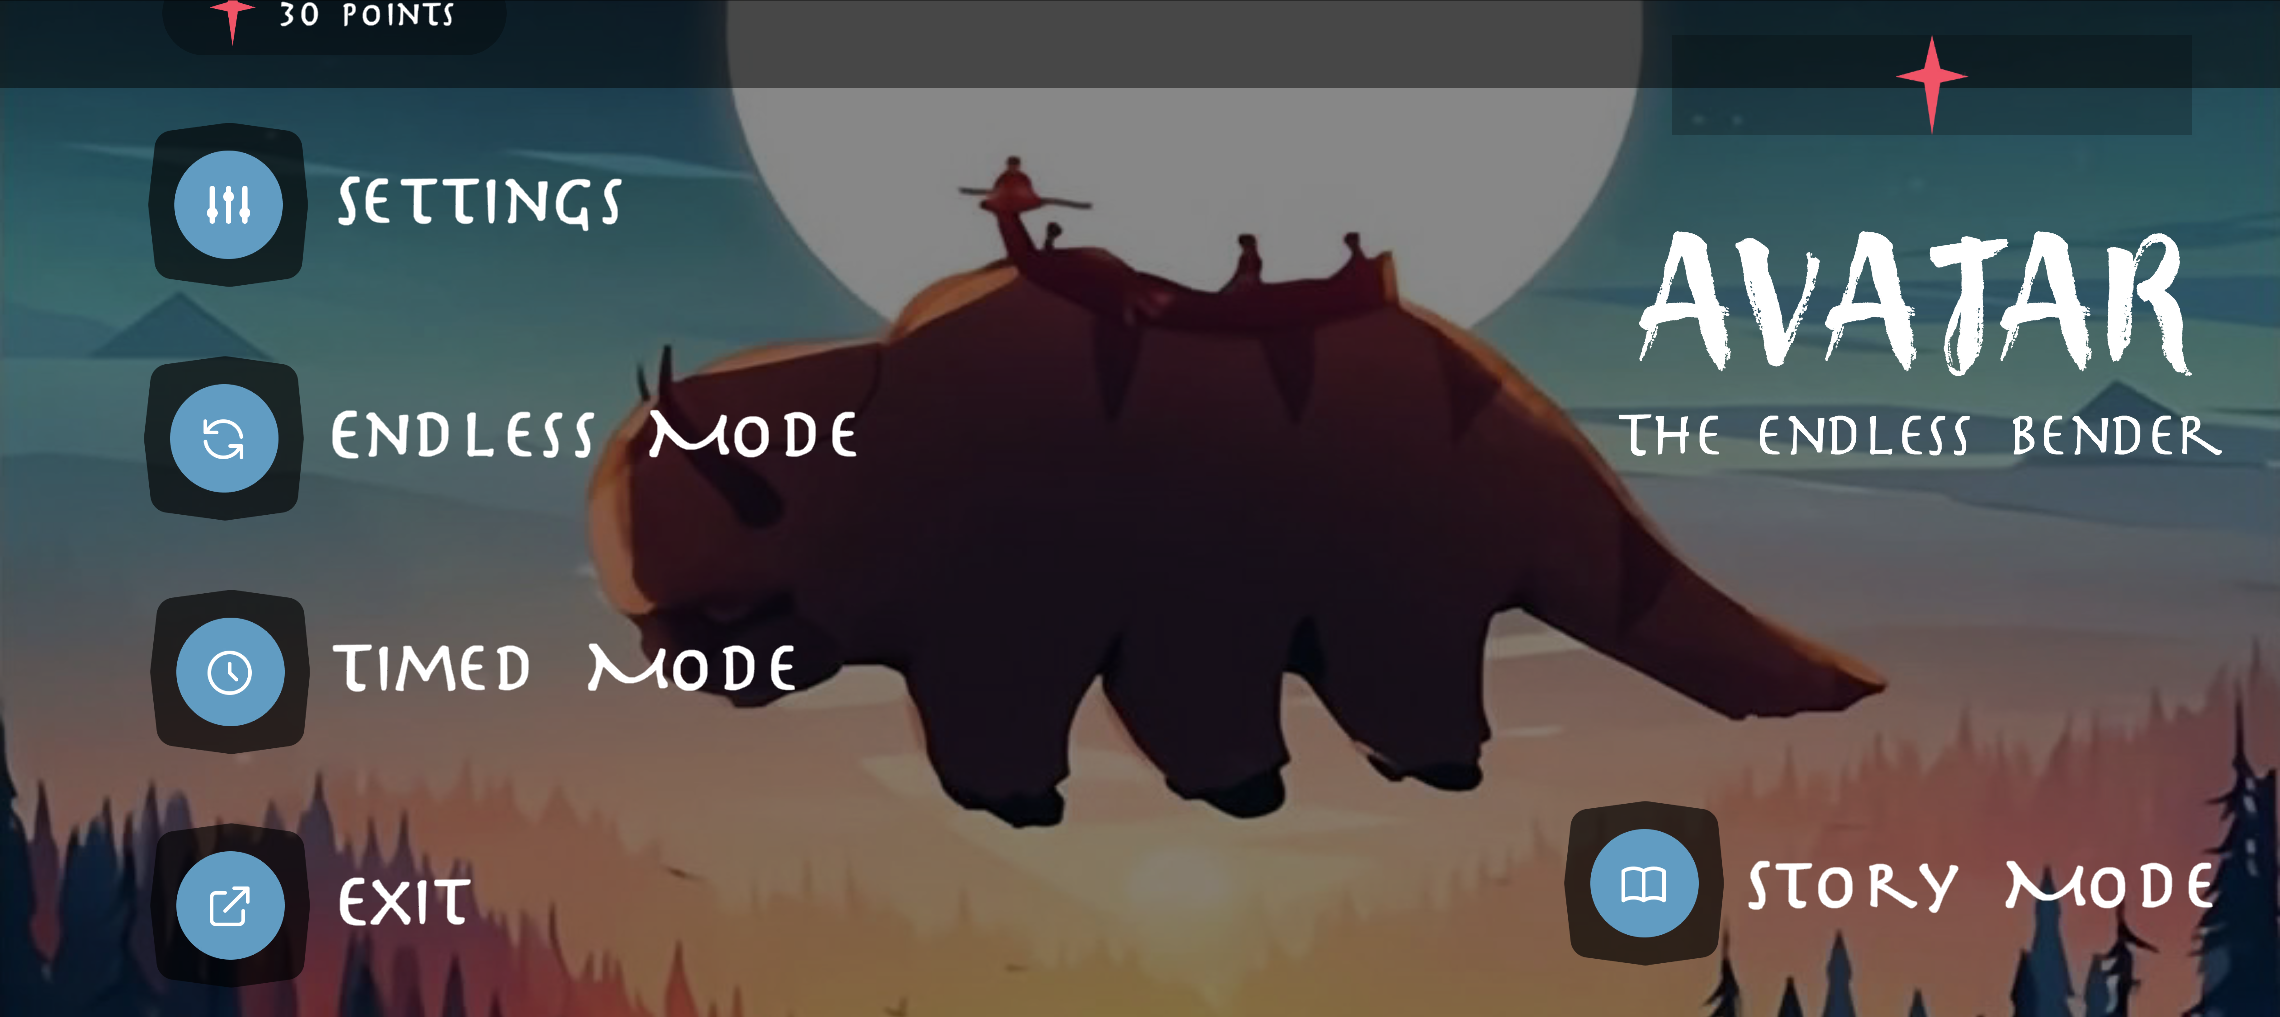 30 POINTS
SETTINGS
AVATAR
THE ENDLESS BENDER
ENDLESS MODE
TIMED MODE
EXIT
STORY MODE